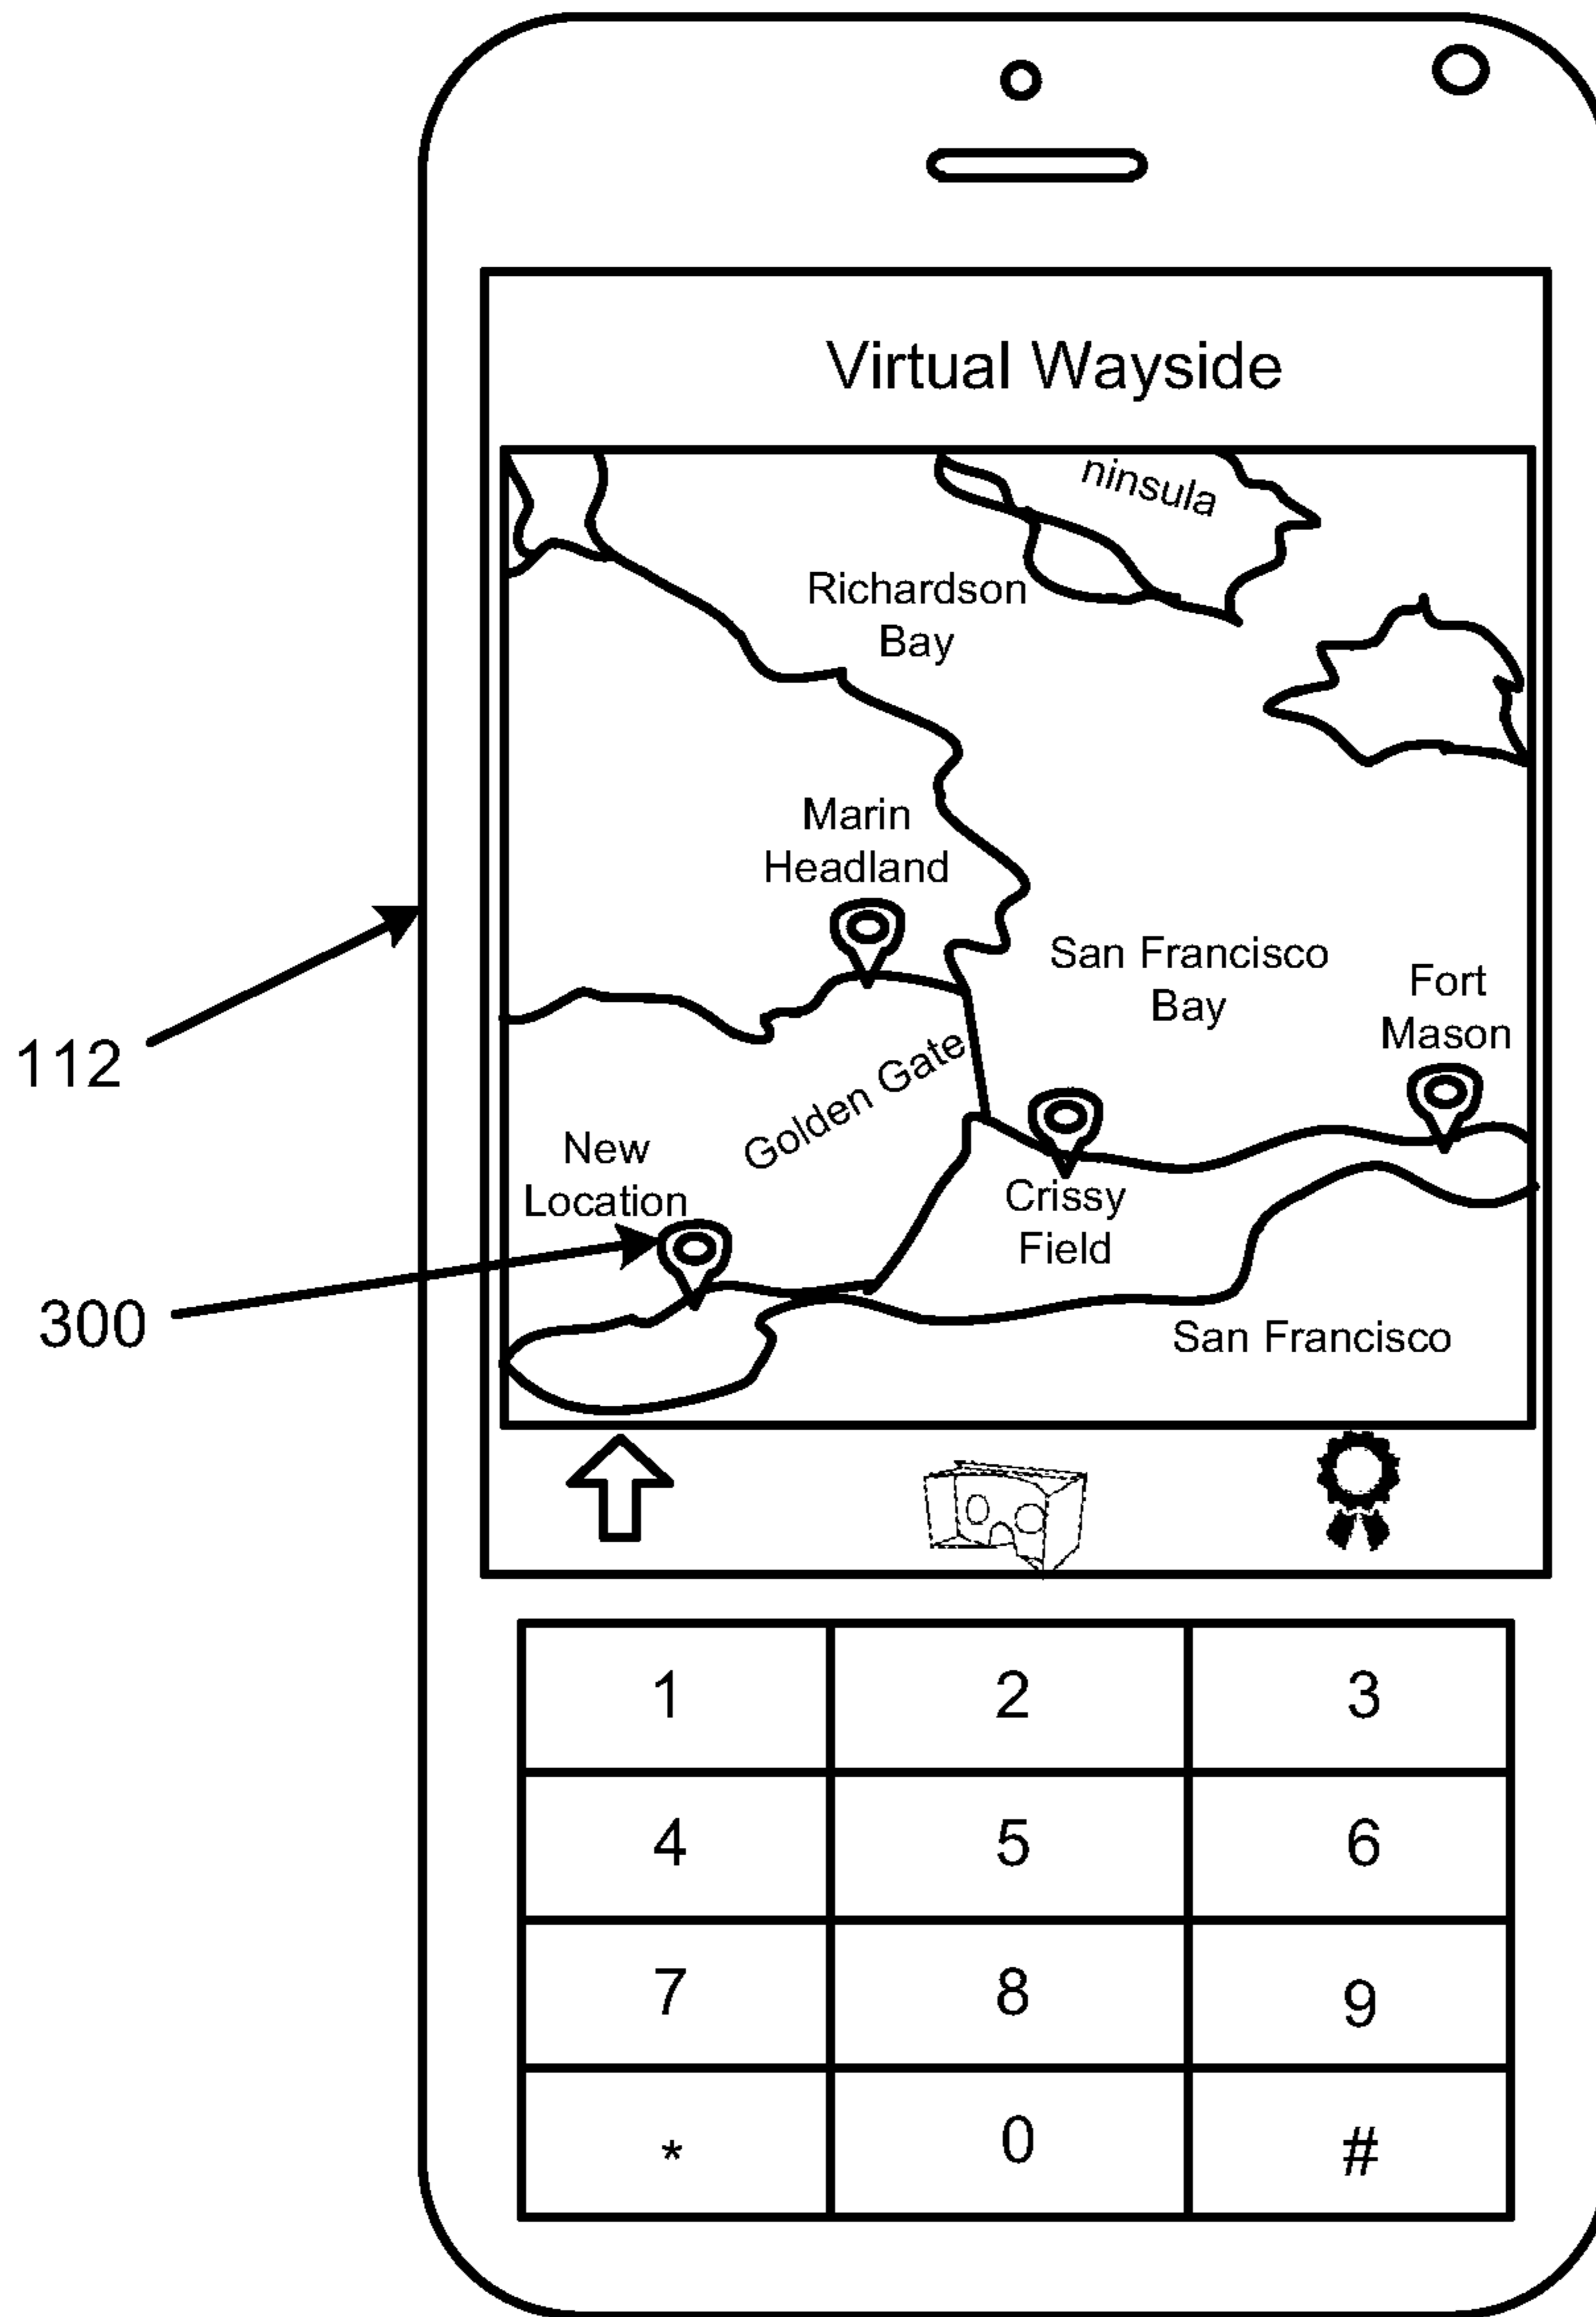 Virtual Wayside
ninsula
Richardson
Bay
Marin
Headland
San Francisco
Bay
Fort
Mason
112
Golden Gate
New
Location
Crissy
Field
300
San Francisco
1 2 3
4 5 6
7 8 9
* 0 #